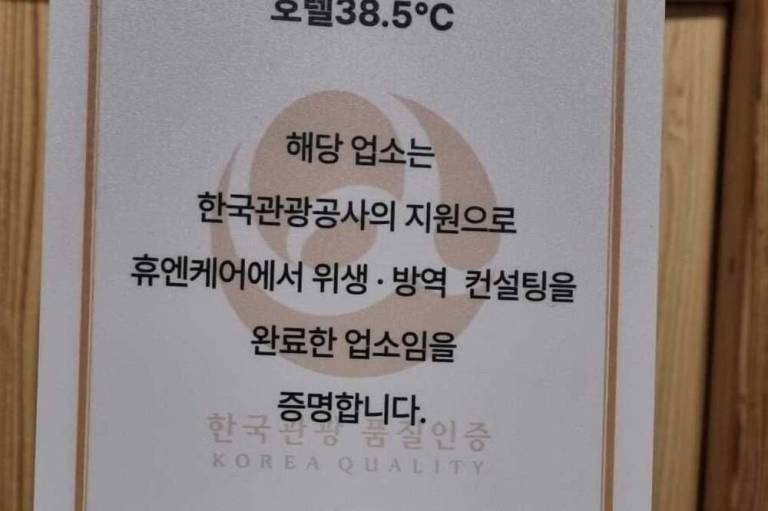 호텔38.5°C
해당 업소는
한국관광공사의 지원으로
휴엔케어에서 위생·방역 컨설팅을
완료한 업소임을
증명합니다.
한국관광 품질인증
KOREA QUALITY